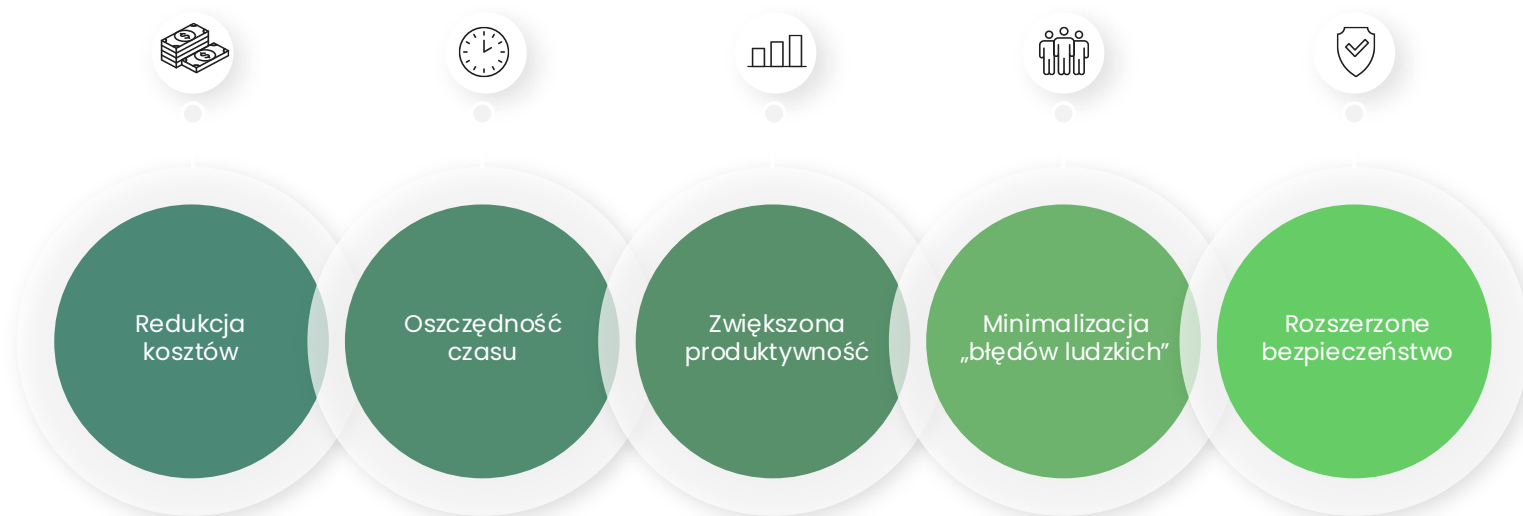 Redukcja
kosztów
Oszczędność
czasu
Zwiększona
produktywność
Minimalizacja
„błędów ludzkich”
Rozszerzone
bezpieczeństwo